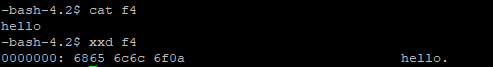 -bash-4.2$ cat f4
hello
-bash-4.2$ xxd f4
0000000: 6865 6c6c 6f0a                           hello.